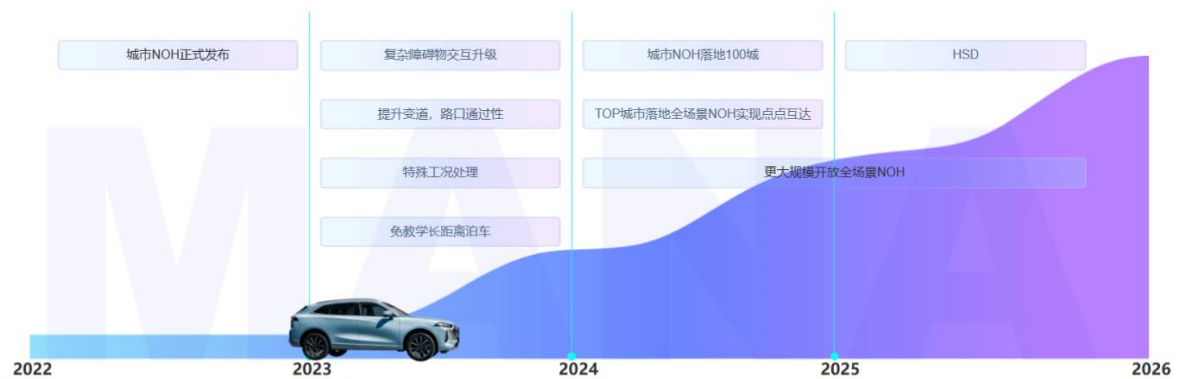 城市NOH正式发布
复杂障碍物交互升级
城市NOH落地100城
HSD
提升变道，路口通过性
TOP城市落地全场景NOH实现点点互达
特殊工况处理
更大规模开放全场景NOH
免教学长距离泊车
MANA
2022
2023
2024
2025
2026